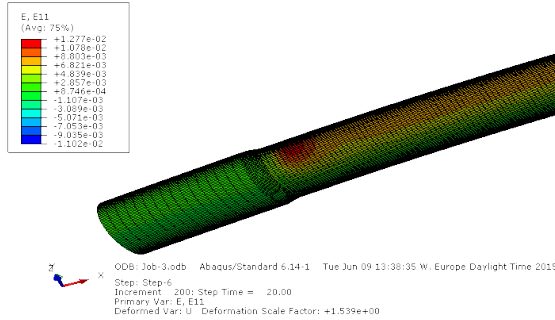 E, E11
(Avg: 75%)
+1.277e-02
+1.078e-02
+8.803e-03
+6.821e-03
+4.839e-03
+2.857e-03
+8.746e-04
-1.107e-03
-3.089e-03
-5.071e-03
-7.053e-03
-9.035e-03
-1.102e-02
Z
X
ODB: Job-3.odb Abaqus/Standard 6.14-1 Tue Jun 09 13:38:35 W. Europe Daylight Time 2015
Step: Step-6
Increment 200: Step Time = 20.00
Primary Var: E, E11
Deformed Var: U Deformation Scale Factor: +1.539e+00